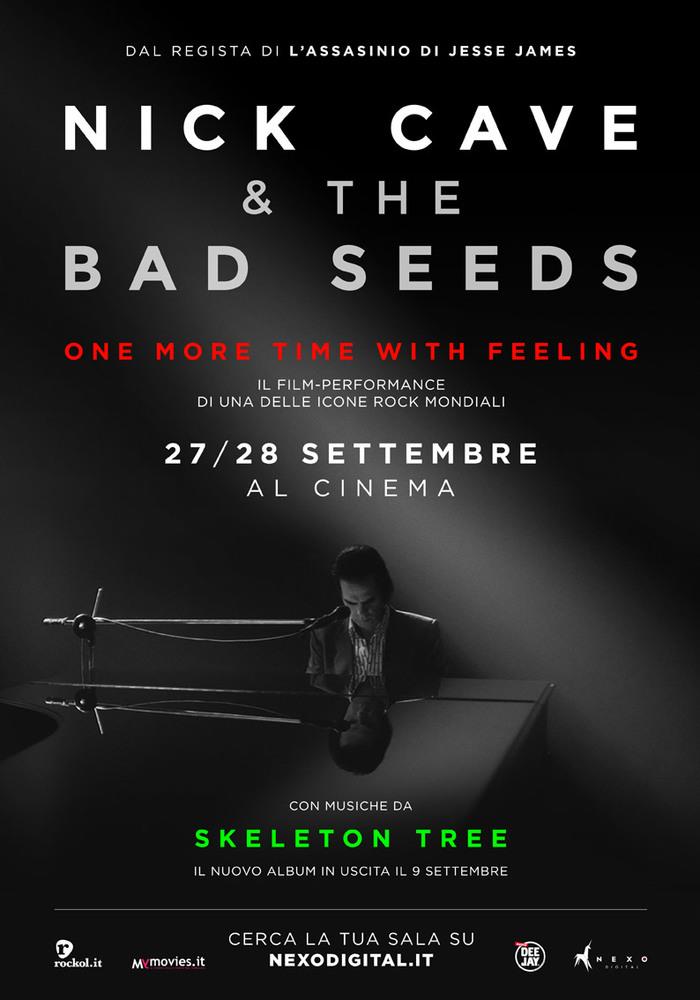 DAL REGISTA DI L'ASSASINIO DI JESSE JAMES
NICK CAVE
& THE
BAD SEEDS
ONE MORE TIME WITH FEELING
IL FILM-PERFORMANCE
DI UNA DELLE ICONE ROCK MONDIALI
27/28 SETTEMBRE
AL CINEMA
CON MUSICHE DA
SKELETON TREE
IL NUOVO ALBUM IN USCITA IL 9 SETTEMBRE
CERCA LA TUA SALA SU
NEXODIGITAL.IT
rockol.it
MYmovies.it
DEE
JAY
NEXO
DIGITAL